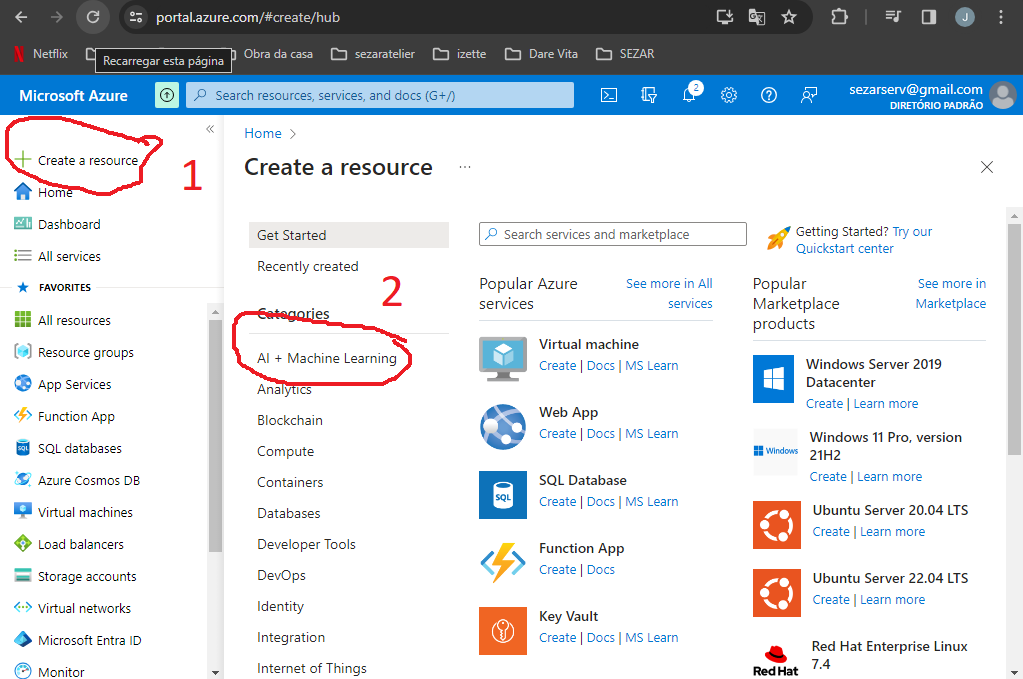 portal.azure.com/#create/hub
J
Netflix
Obra da casa
sezaratelier
izette
Dare Vita
SEZAR
Recarregar esta página
Microsoft Azure
Search resources, services, and docs (G+/)
2
sezarserv@gmail.com
DIRETÓRIO PADRÃO
Create a resource
1
Home
Dashboard
All services
FAVORITES
All resources
Resource groups
App Services
Function App
SQL databases
Azure Cosmos DB
Virtual machines
Load balancers
Storage accounts
Virtual networks
Microsoft Entra ID
Monitor
Home >
Create a resource ...
Get Started
Recently created
2
Categories
AI + Machine Learning
Analytics
Blockchain
Compute
Containers
Databases
Developer Tools
DevOps
Identity
Integration
Internet of Things
Search services and marketplace
Getting Started? Try our
Quickstart center
Popular Azure
services
See more in All
services
Virtual machine
Create | Docs | MS Learn
Web App
Create | Docs | MS Learn
SQL
SQL Database
Create | Docs | MS Learn
Function App
Create | Docs
Key Vault
Create | Docs | MS Learn
Popular
Marketplace
products
See more in
Marketplace
Windows Server 2019
Datacenter
Create | Learn more
Windows
Windows 11 Pro, version
21H2
Create | Learn more
Ubuntu Server 20.04 LTS
Create | Learn more
Ubuntu Server 22.04 LTS
Create | Learn more
Red Hat
Red Hat Enterprise Linux
7.4